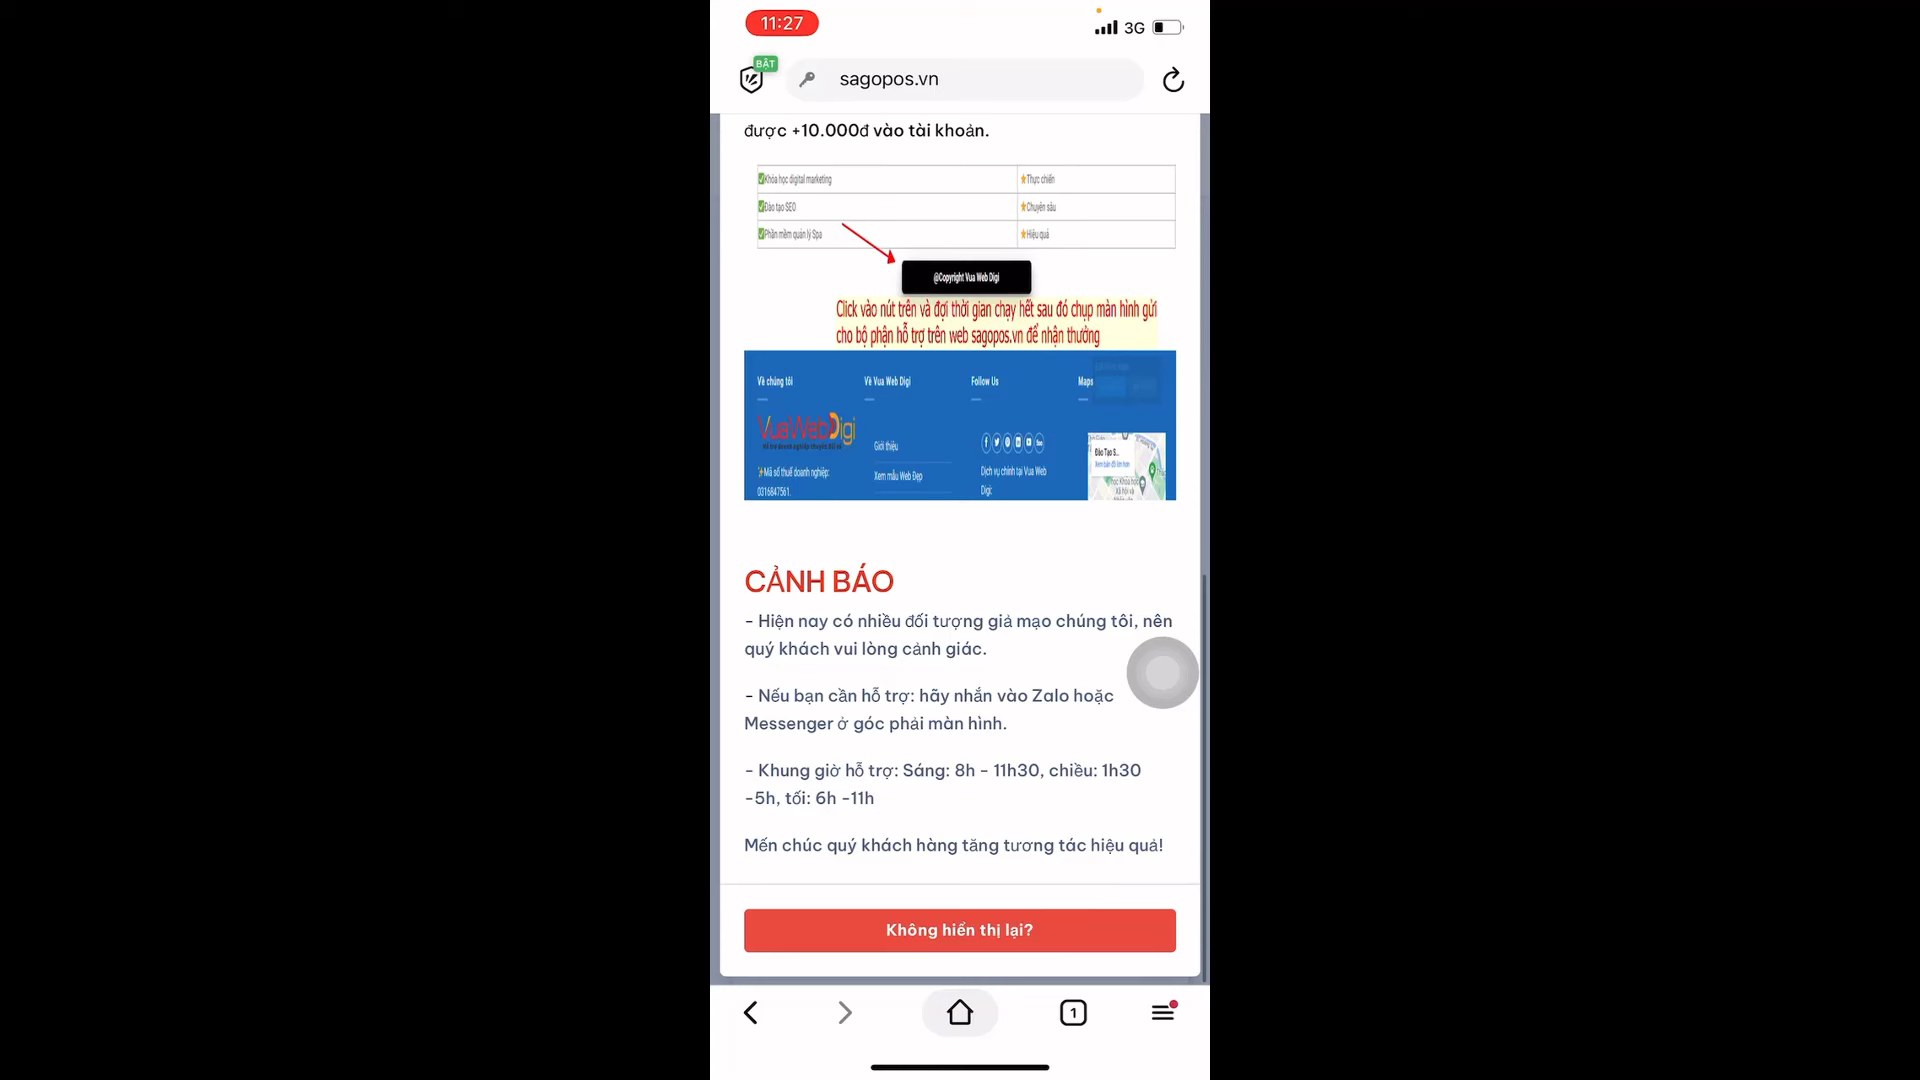 11:27
3G
BẬT
sagopos.vn
được +10.000đ vào tài khoản.
Khóa học digital marketing
Thực chiến
Đào tạo SEO
Chuyên sâu
Phần mềm quản lý Spa
Hiệu quả
@Copyright Vua Web Digi
Click vào nút trên và đợi thời gian chạy hết sau đó chụp màn hình gửi
cho bộ phận hỗ trợ trên web sagopos.vn để nhận thưởng
Về chúng tôi
Về Vua Web Digi
Follow Us
Maps
VuaWebDigi
Giới thiệu
Mã số thuế doanh nghiệp:
0316847561.
Xem mẫu Web Đẹp
Dịch vụ chính tại Vua Web
Digi:
Đào Tạo S...
Xem bản đồ lớn hơn
CẢNH BÁO
- Hiện nay có nhiều đối tượng giả mạo chúng tôi, nên
quý khách vui lòng cảnh giác.
- Nếu bạn cần hỗ trợ: hãy nhắn vào Zalo hoặc
Messenger ở góc phải màn hình.
- Khung giờ hỗ trợ: Sáng: 8h - 11h30, chiều: 1h30
-5h, tối: 6h -11h
Mến chúc quý khách hàng tăng tương tác hiệu quả!
Không hiển thị lại?
1